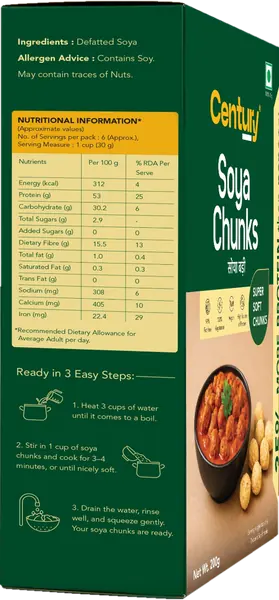 Ingredients : Defatted Soya
Allergen Advice : Contains Soy.
May contain traces of Nuts.
NUTRITIONAL INFORMATION*
(Approximate values)
No. of Servings per pack : 6 (Approx.),
Serving Measure : 1 cup (30 g)
Nutrients Per 100 g % RDA Per Serve
Energy (kcal) 312 4
Protein (g) 53 25
Carbohydrate (g) 30.2 6
Total Sugars (g) 2.9 -
Added Sugars (g) 0 0
Dietary Fibre (g) 15.5 13
Total fat (g) 1.0 0.4
Saturated Fat (g) 0.3 0.3
Trans Fat (g) 0 0
Sodium (mg) 308 6
Calcium (mg) 405 10
Iron (mg) 22.4 29
*Recommended Dietary Allowance for
Average Adult per day.
Ready in 3 Easy Steps:
1. Heat 3 cups of water
until it comes to a boil.
2. Stir in 1 cup of soya
chunks and cook for 3–4
minutes, or until nicely soft.
3. Drain the water, rinse
well, and squeeze gently.
Your soya chunks are ready.
Century
Soya
Chunks
सोया बड़ी
SUPER
SOFT
CHUNKS
Net Wt. 200g